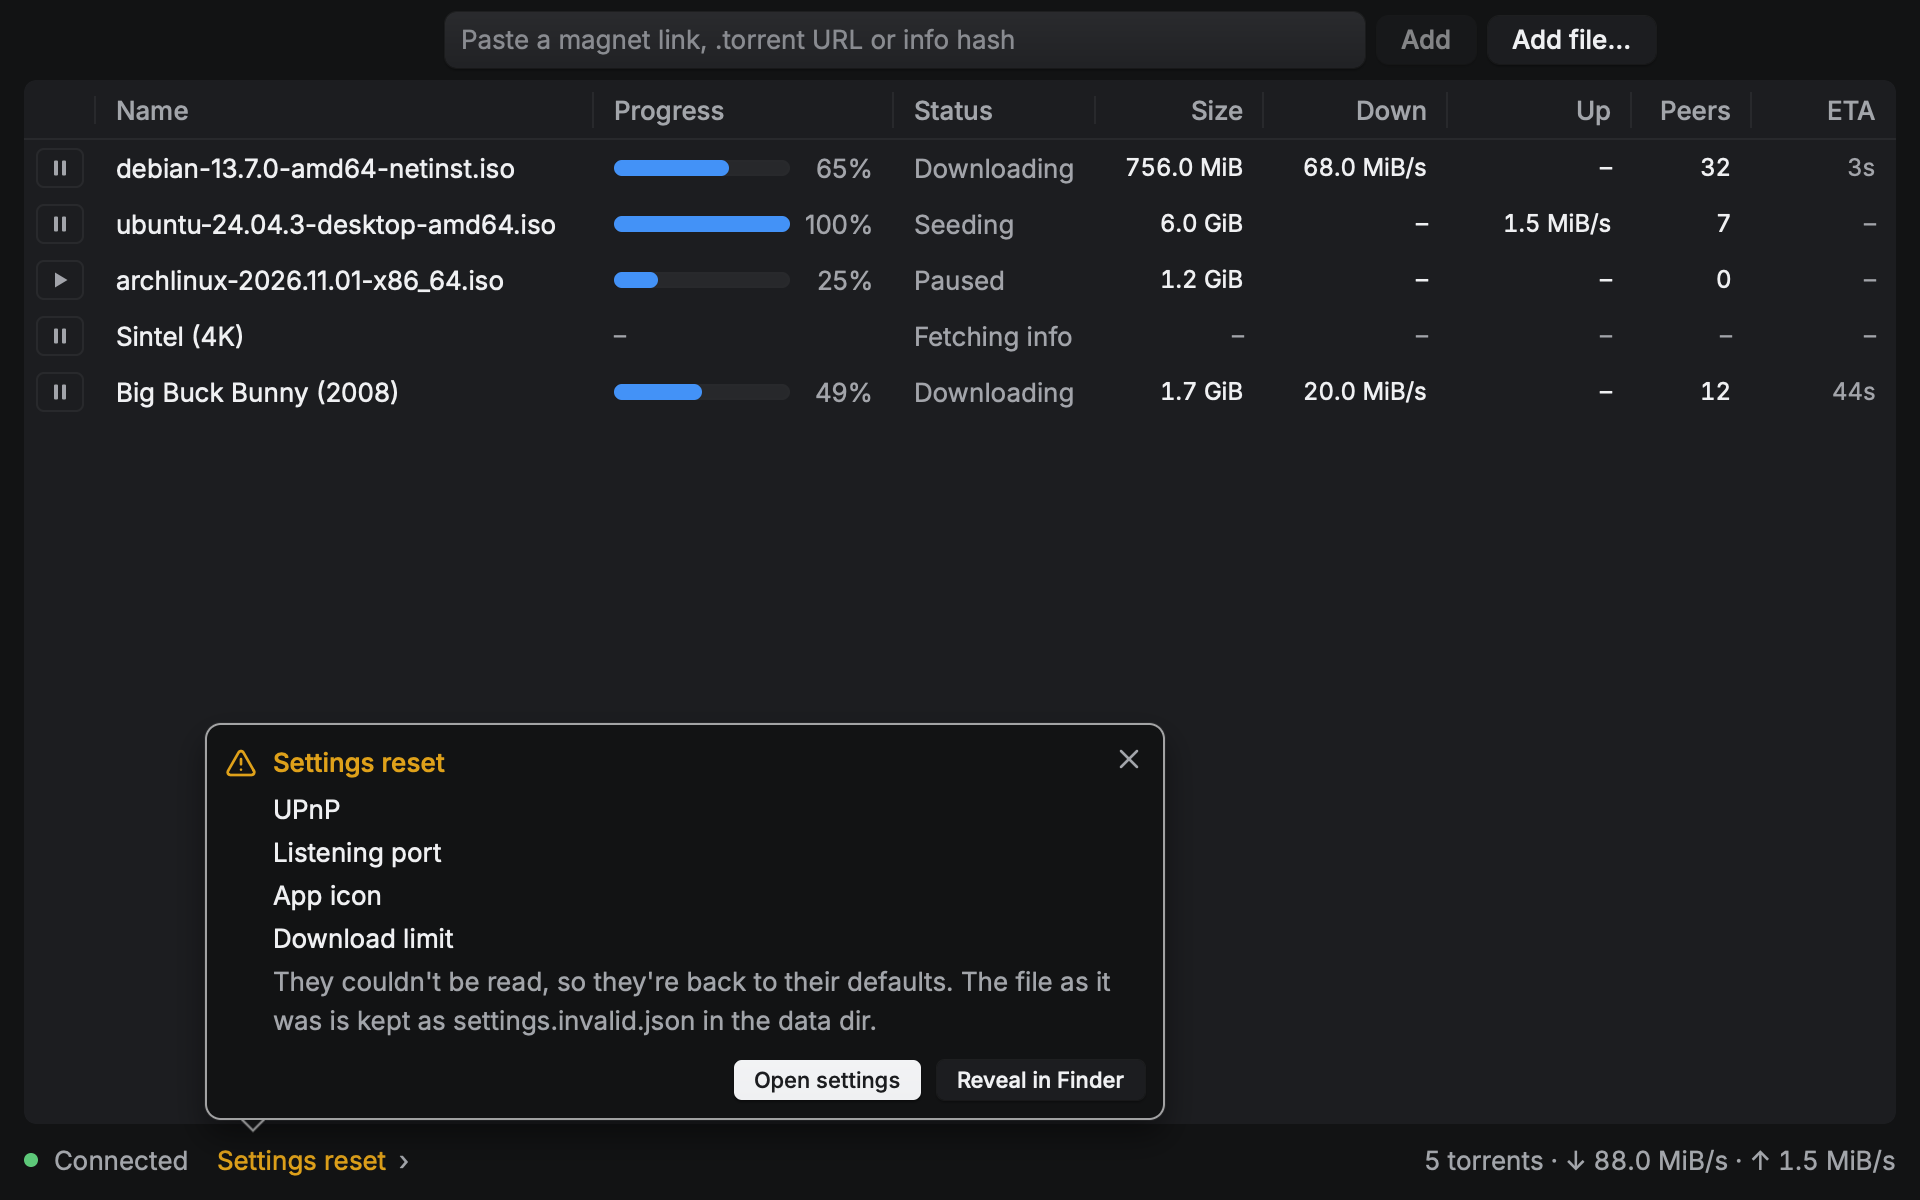 Paste a magnet link, .torrent URL or info hash
Add
Add file...
Name Progress Status Size Down Up Peers ETA
debian-13.7.0-amd64-netinst.iso 65% Downloading 756.0 MiB 68.0 MiB/s – 32 3s
ubuntu-24.04.3-desktop-amd64.iso 100% Seeding 6.0 GiB – 1.5 MiB/s 7 –
archlinux-2026.11.01-x86_64.iso 25% Paused 1.2 GiB – – 0 –
Sintel (4K) – Fetching info – – – – –
Big Buck Bunny (2008) 49% Downloading 1.7 GiB 20.0 MiB/s – 12 44s
Settings reset
UPnP
Listening port
App icon
Download limit
They couldn't be read, so they're back to their defaults. The file as it
was is kept as settings.invalid.json in the data dir.
Open settings
Reveal in Finder
Connected
Settings reset ›
5 torrents · ↓ 88.0 MiB/s · ↑ 1.5 MiB/s